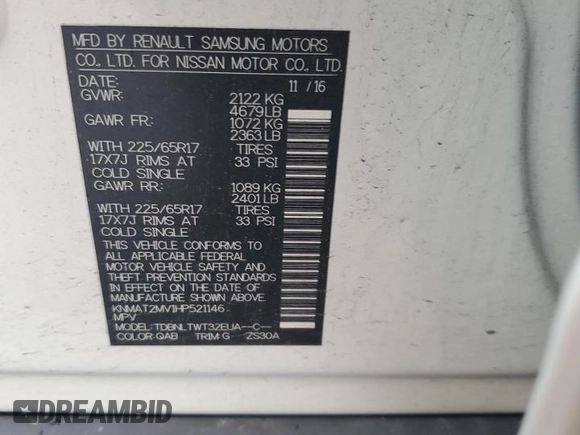 MFD BY RENAULT SAMSUNG MOTORS
CO., LTD. FOR NISSAN MOTOR CO., LTD.
DATE: 11 / 16
GVWR: 2122 KG
4679 LB
GAWR FR: 1072 KG
2363 LB
WITH 225/65R17 TIRES
17X7J RIMS AT 33 PSI
COLD SINGLE
GAWR RR: 1089 KG
2401 LB
WITH 225/65R17 TIRES
17X7J RIMS AT 33 PSI
COLD SINGLE
THIS VEHICLE CONFORMS TO
ALL APPLICABLE FEDERAL
MOTOR VEHICLE SAFETY AND
THEFT PREVENTION STANDARDS
IN EFFECT ON THE DATE OF
MANUFACTURE SHOWN ABOVE.
KNMAT2MV1HP521146
MPV
MODEL: TDBNLTWT32EUA--C--
COLOR: QAB TRIM: G ZS30A
DREAMBID